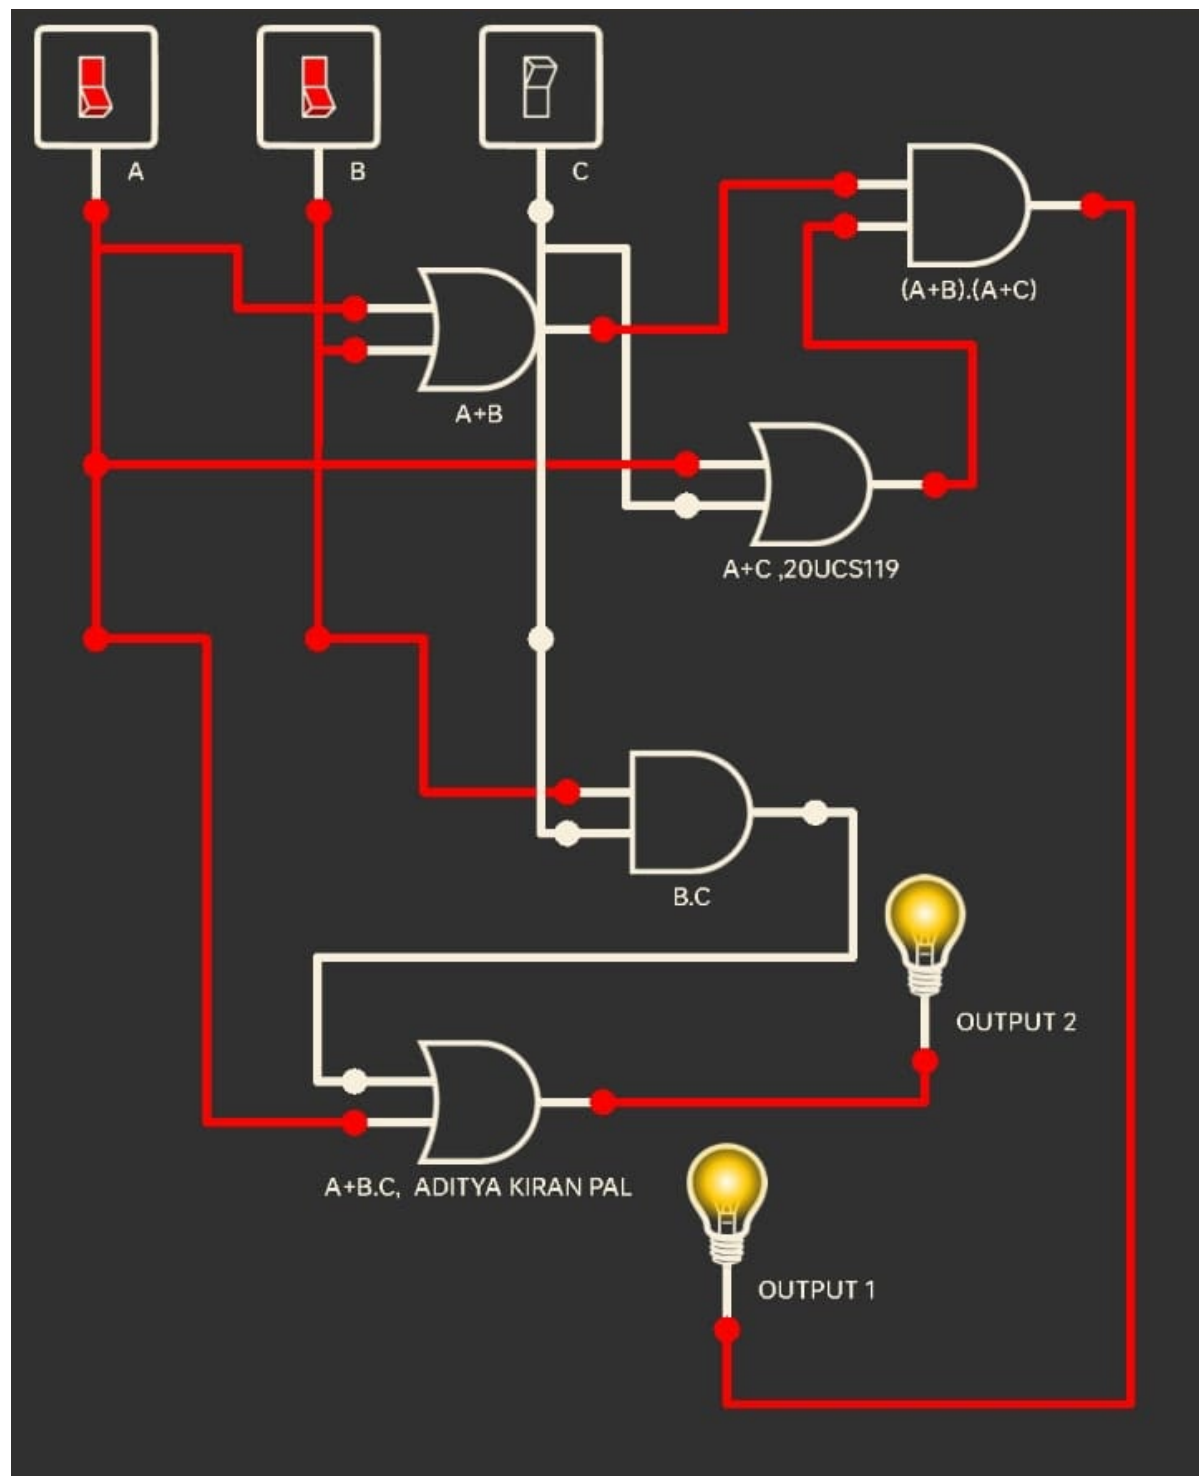 A
B
C
(A+B).(A+C)
A+B
A+C ,20UCS119
B.C
OUTPUT 2
A+B.C,  ADITYA KIRAN PAL
OUTPUT 1